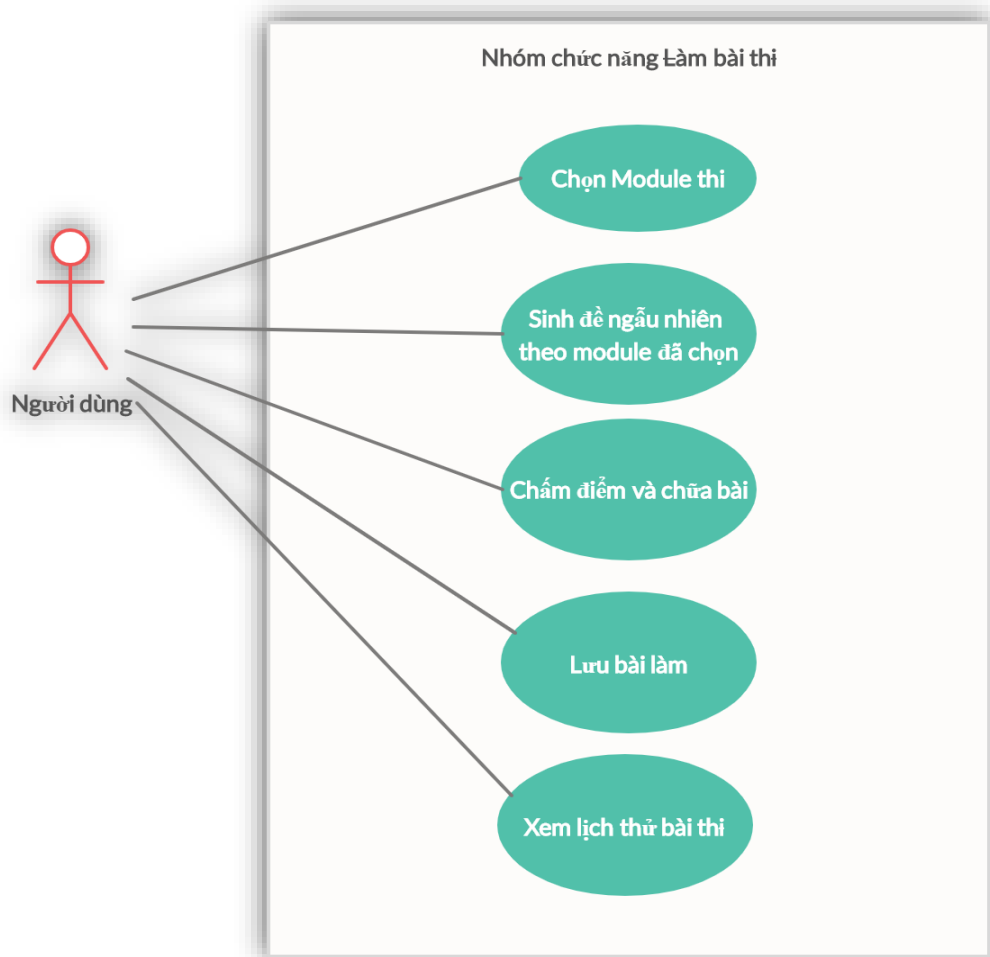 Nhóm chức năng Làm bài thi
Chọn Module thi
Sinh đề ngẫu nhiên
theo module đã chọn
Người dùng
Chấm điểm và chữa bài
Lưu bài làm
Xem lịch thử bài thi